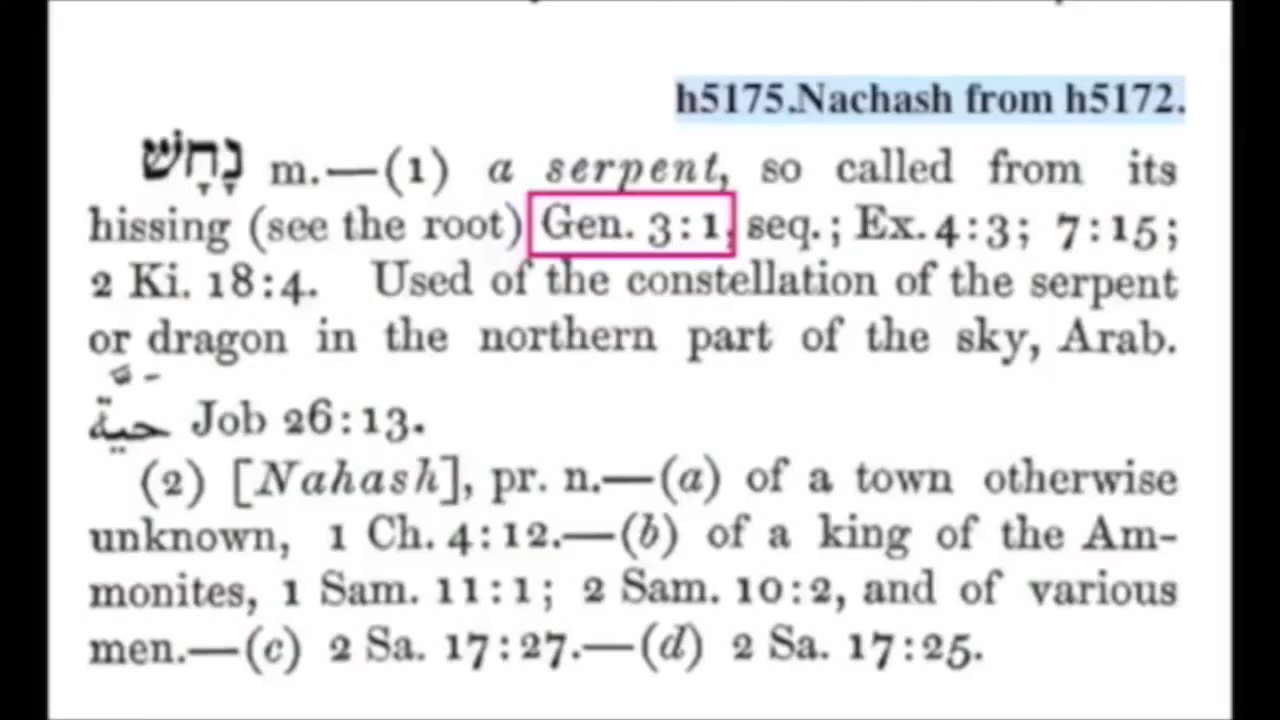 h5175.Nachash from h5172.
נָחָשׁ m.—(1) a serpent, so called from its
hissing (see the root) Gen. 3:1, seq.; Ex. 4:3; 7:15;
2 Ki. 18:4. Used of the constellation of the serpent
or dragon in the northern part of the sky, Arab.
حيّة Job 26:13.
(2) [Nahash], pr. n.—(a) of a town otherwise
unknown, 1 Ch. 4:12.—(b) of a king of the Am-
monites, 1 Sam. 11:1; 2 Sam. 10:2, and of various
men.—(c) 2 Sa. 17:27.—(d) 2 Sa. 17:25.